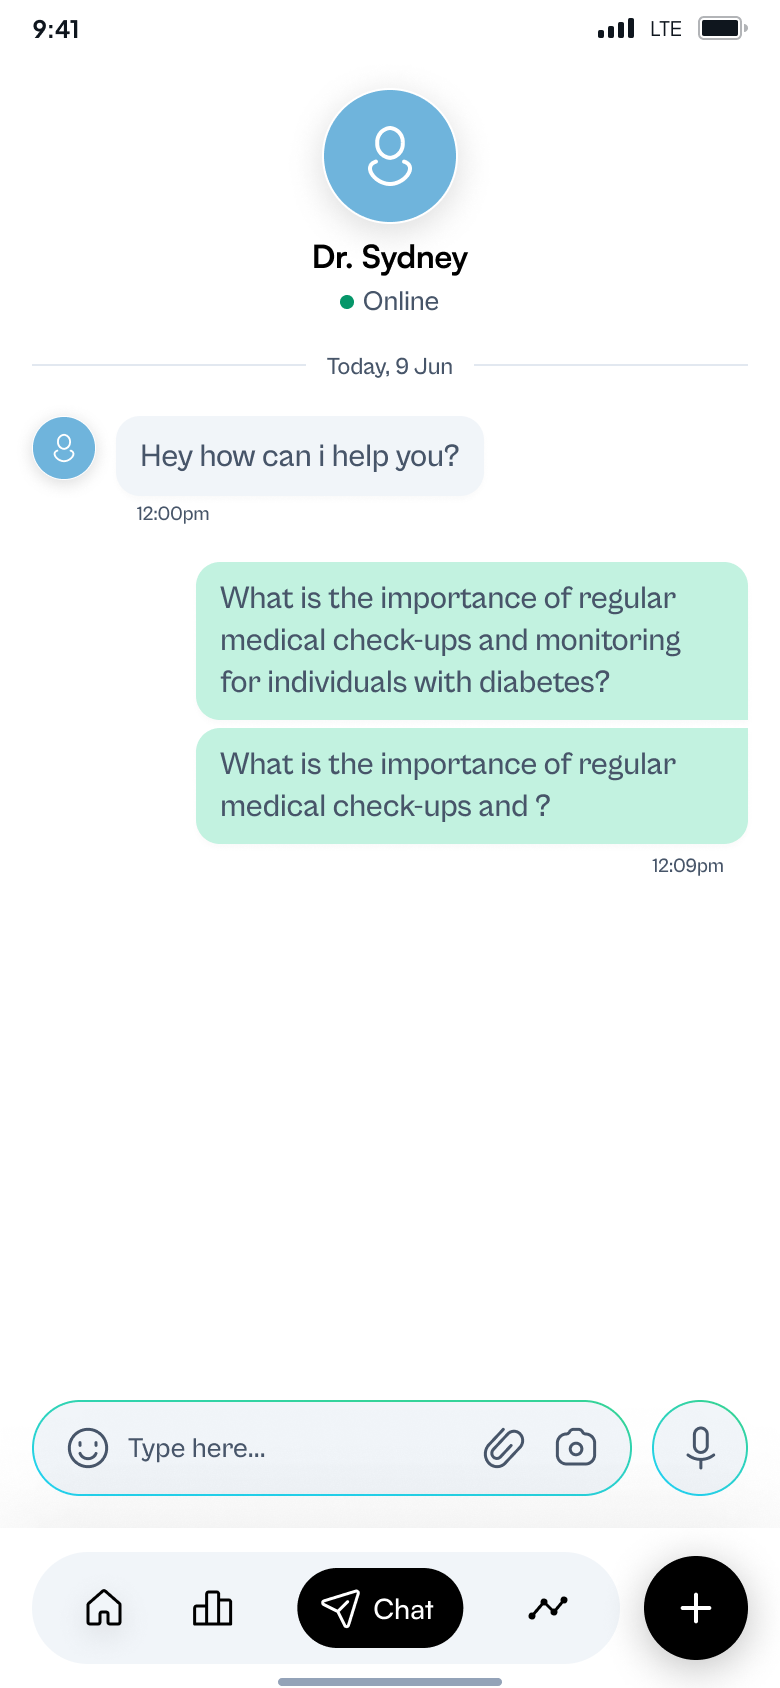 9:41
LTE
Dr. Sydney
Online
Today, 9 Jun
Hey how can i help you?
12:00pm
What is the importance of regular
medical check-ups and monitoring
for individuals with diabetes?
What is the importance of regular
medical check-ups and ?
12:09pm
Type here...
Chat